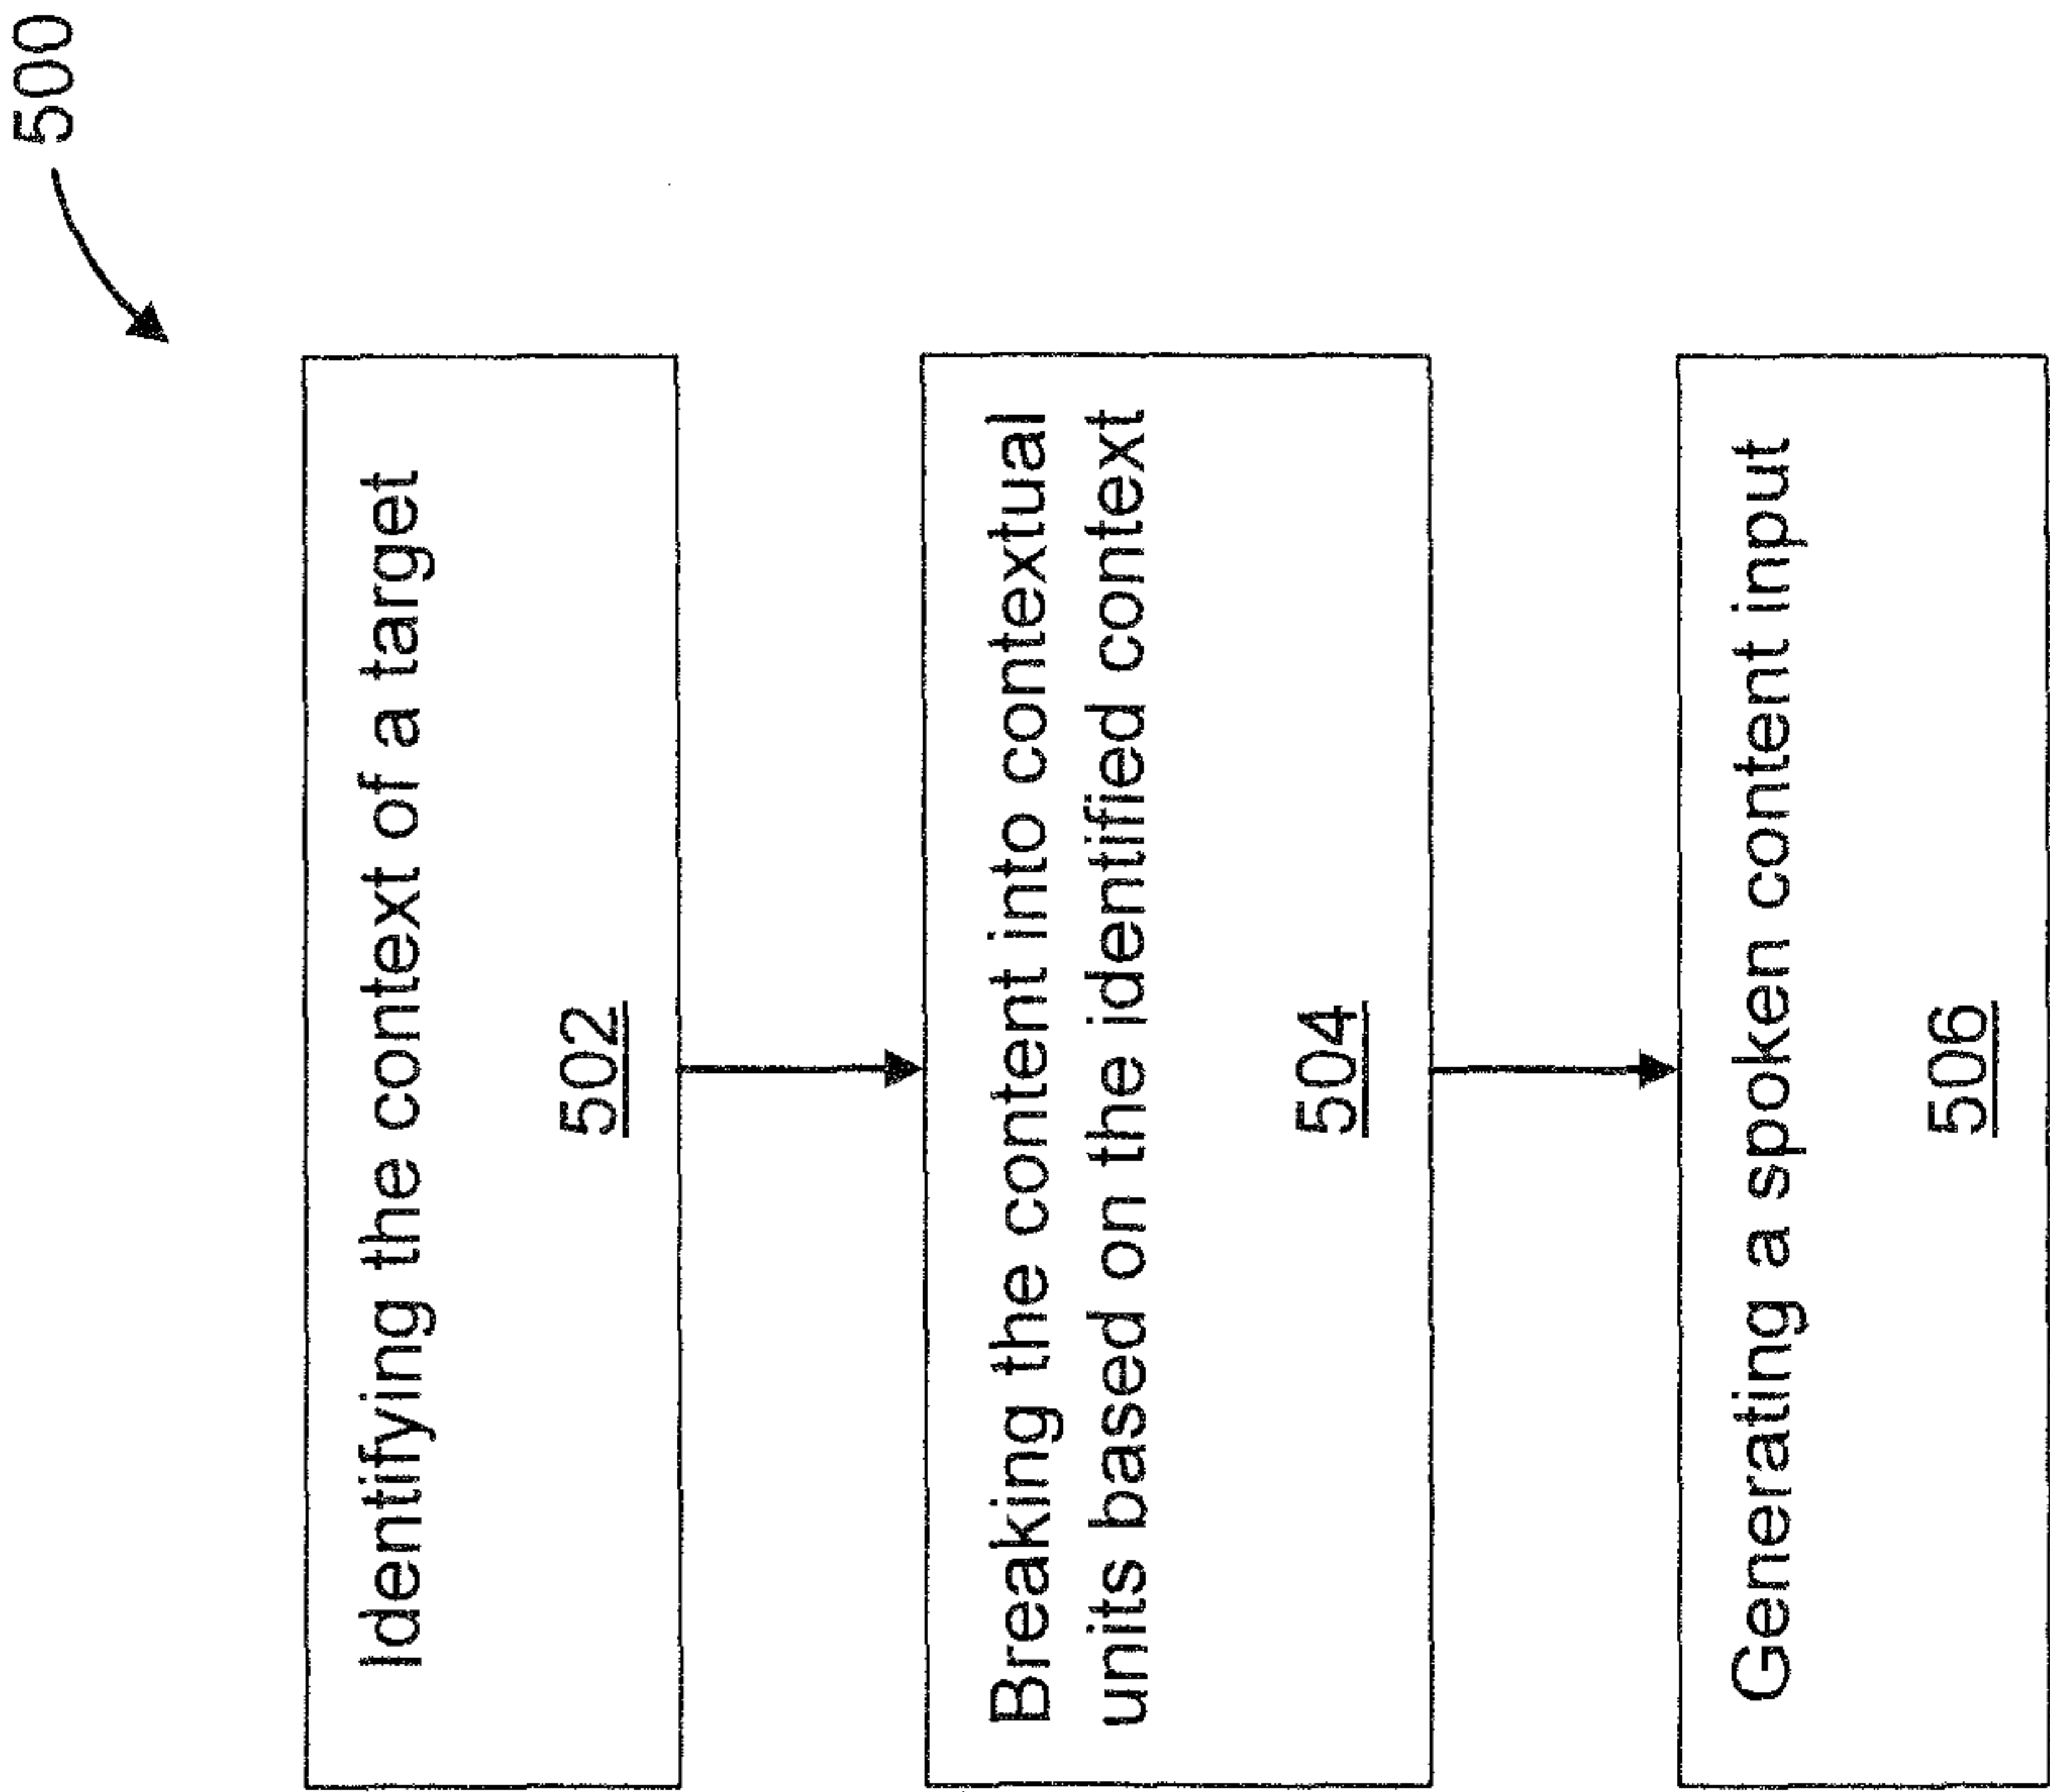 500
Identifying the context of a target
502
Breaking the content into contextual
units based on the identified context
504
Generating a spoken content input
506